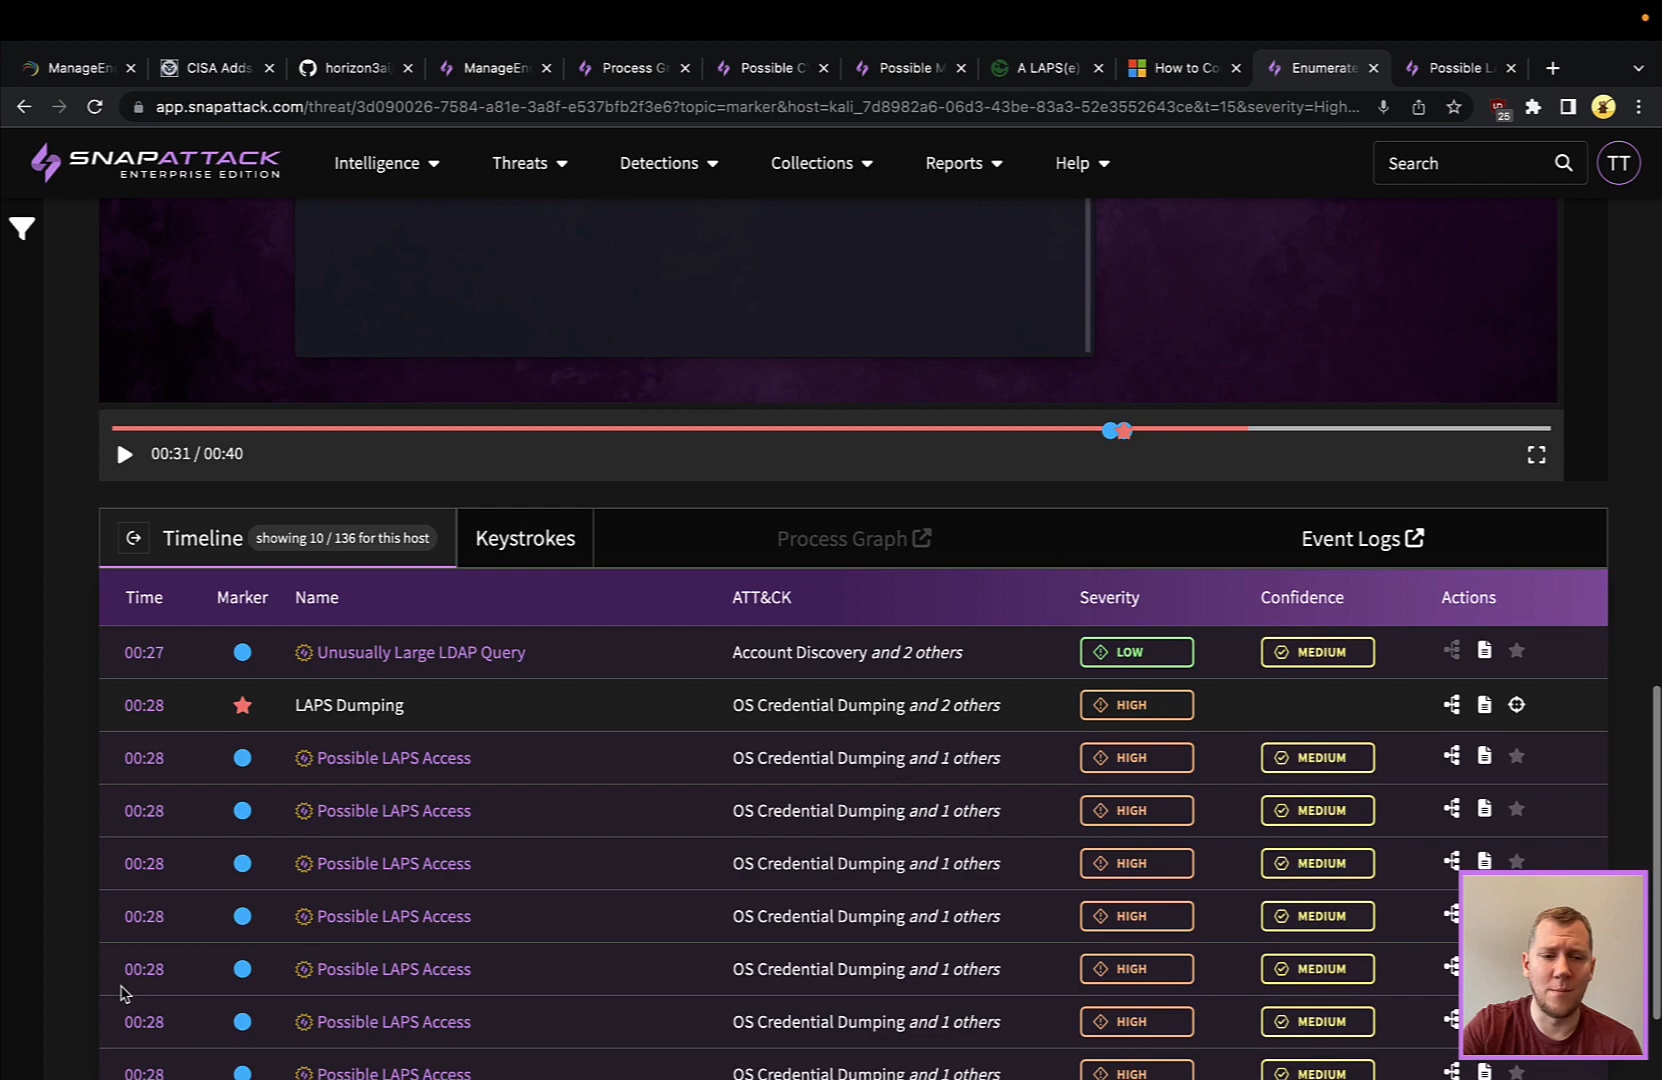 ManageEn
CISA Adds
horizon3ai
ManageEn
Process G
Possible C
Possible M
A LAPS(e)
How to Co
Enumerate
Possible L
app.snapattack.com/threat/3d090026-7584-a81e-3a8f-e537bfb2f3e6?topic=marker&host=kali_7d8982a6-06d3-43be-83a3-52e3552643ce&t=15&severity=High...
25
SNAPATTACK
ENTERPRISE EDITION
Intelligence
Threats
Detections
Collections
Reports
Help
Search
TT
00:31 / 00:40
Timeline showing 10 / 136 for this host
Keystrokes
Process Graph
Event Logs
Time Marker Name ATT&CK Severity Confidence Actions
00:27 Unusually Large LDAP Query Account Discovery and 2 others LOW MEDIUM
00:28 LAPS Dumping OS Credential Dumping and 2 others HIGH
00:28 Possible LAPS Access OS Credential Dumping and 1 others HIGH MEDIUM
00:28 Possible LAPS Access OS Credential Dumping and 1 others HIGH MEDIUM
00:28 Possible LAPS Access OS Credential Dumping and 1 others HIGH MEDIUM
00:28 Possible LAPS Access OS Credential Dumping and 1 others HIGH MEDIUM
00:28 Possible LAPS Access OS Credential Dumping and 1 others HIGH MEDIUM
00:28 Possible LAPS Access OS Credential Dumping and 1 others HIGH MEDIUM
00:28 Possible LAPS Access OS Credential Dumping and 1 others HIGH MEDIUM